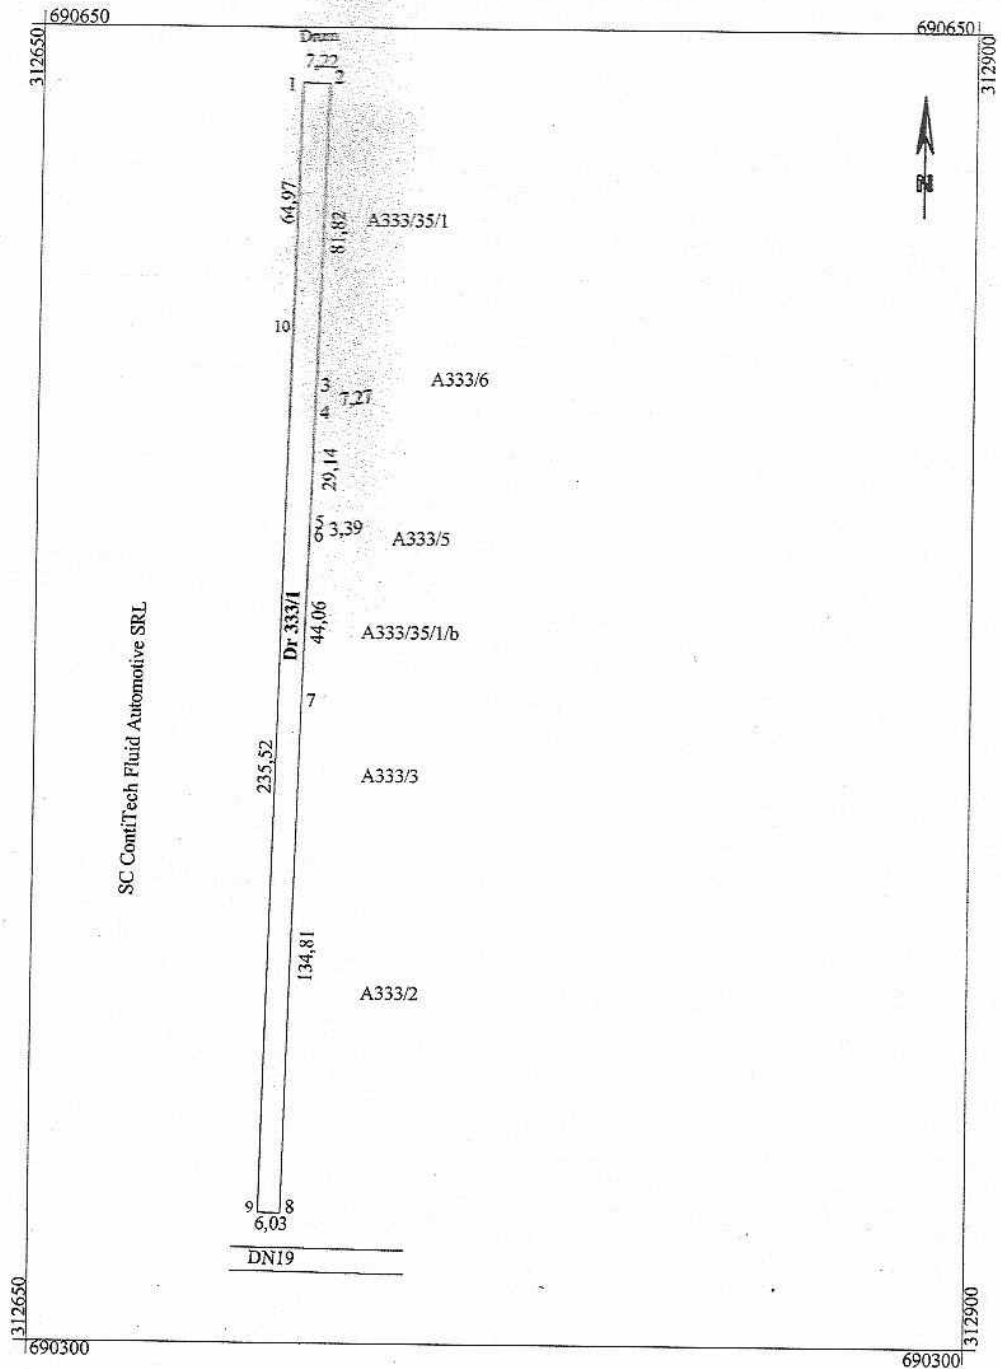 690650
690650
312650
312900
Drum
7,22
1
2
N
64,97
81,82
A333/35/1
10
3
A333/6
7,27
4
29,14
5
3,39
6
A333/5
Dr 333/1
44,06
A333/35/1/b
7
SC ContiTech Fluid Automotive SRL
235,52
A333/3
134,81
A333/2
9
8
6,03
DN19
312650
312900
690300
690300